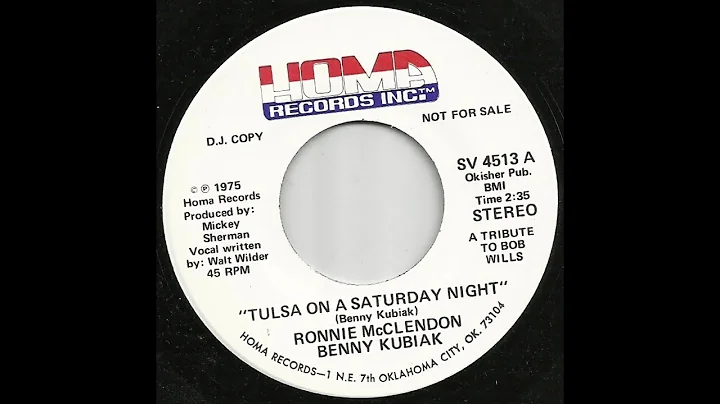 HOMA
RECORDS INC.™
D.J. COPY
NOT FOR SALE
© ℗ 1975
Homa Records
Produced by:
Mickey
Sherman
Vocal written
by: Walt Wilder
45 RPM
SV 4513 A
Okisher Pub.
BMI
Time 2:35
STEREO
A TRIBUTE
TO BOB
WILLS
"TULSA ON A SATURDAY NIGHT"
(Benny Kubiak)
RONNIE McCLENDON
BENNY KUBIAK
HOMA RECORDS—1 N.E. 7th OKLAHOMA CITY, OK. 73104